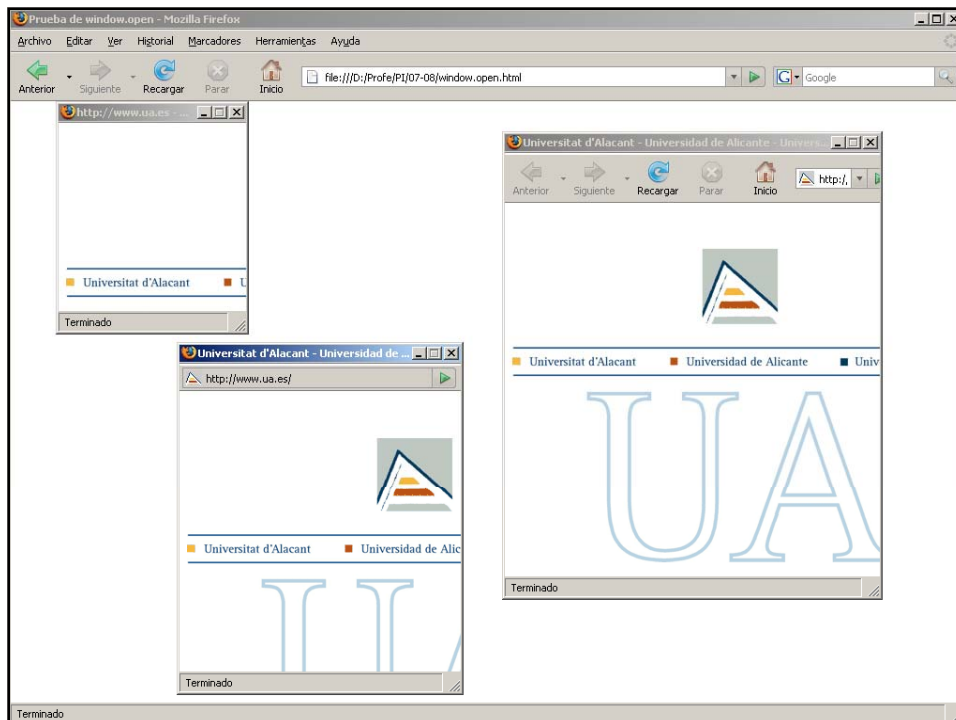 Prueba de window.open - Mozilla Firefox
Archivo Editar Ver Historial Marcadores Herramientas Ayuda
Anterior Siguiente Recargar Parar Inicio file:///D:/Profe/PI/07-08/window.open.html Google
http://www.ua.es - ...
Universitat d'Alacant U
Terminado
Universitat d'Alacant - Universidad de Alicante - Univers...
Anterior Siguiente Recargar Parar Inicio http:/,
Universitat d'Alacant Universidad de Alicante Univ
UA
Terminado
Universitat d'Alacant - Universidad de ...
http://www.ua.es/
Universitat d'Alacant Universidad de Alic
UA
Terminado
Terminado